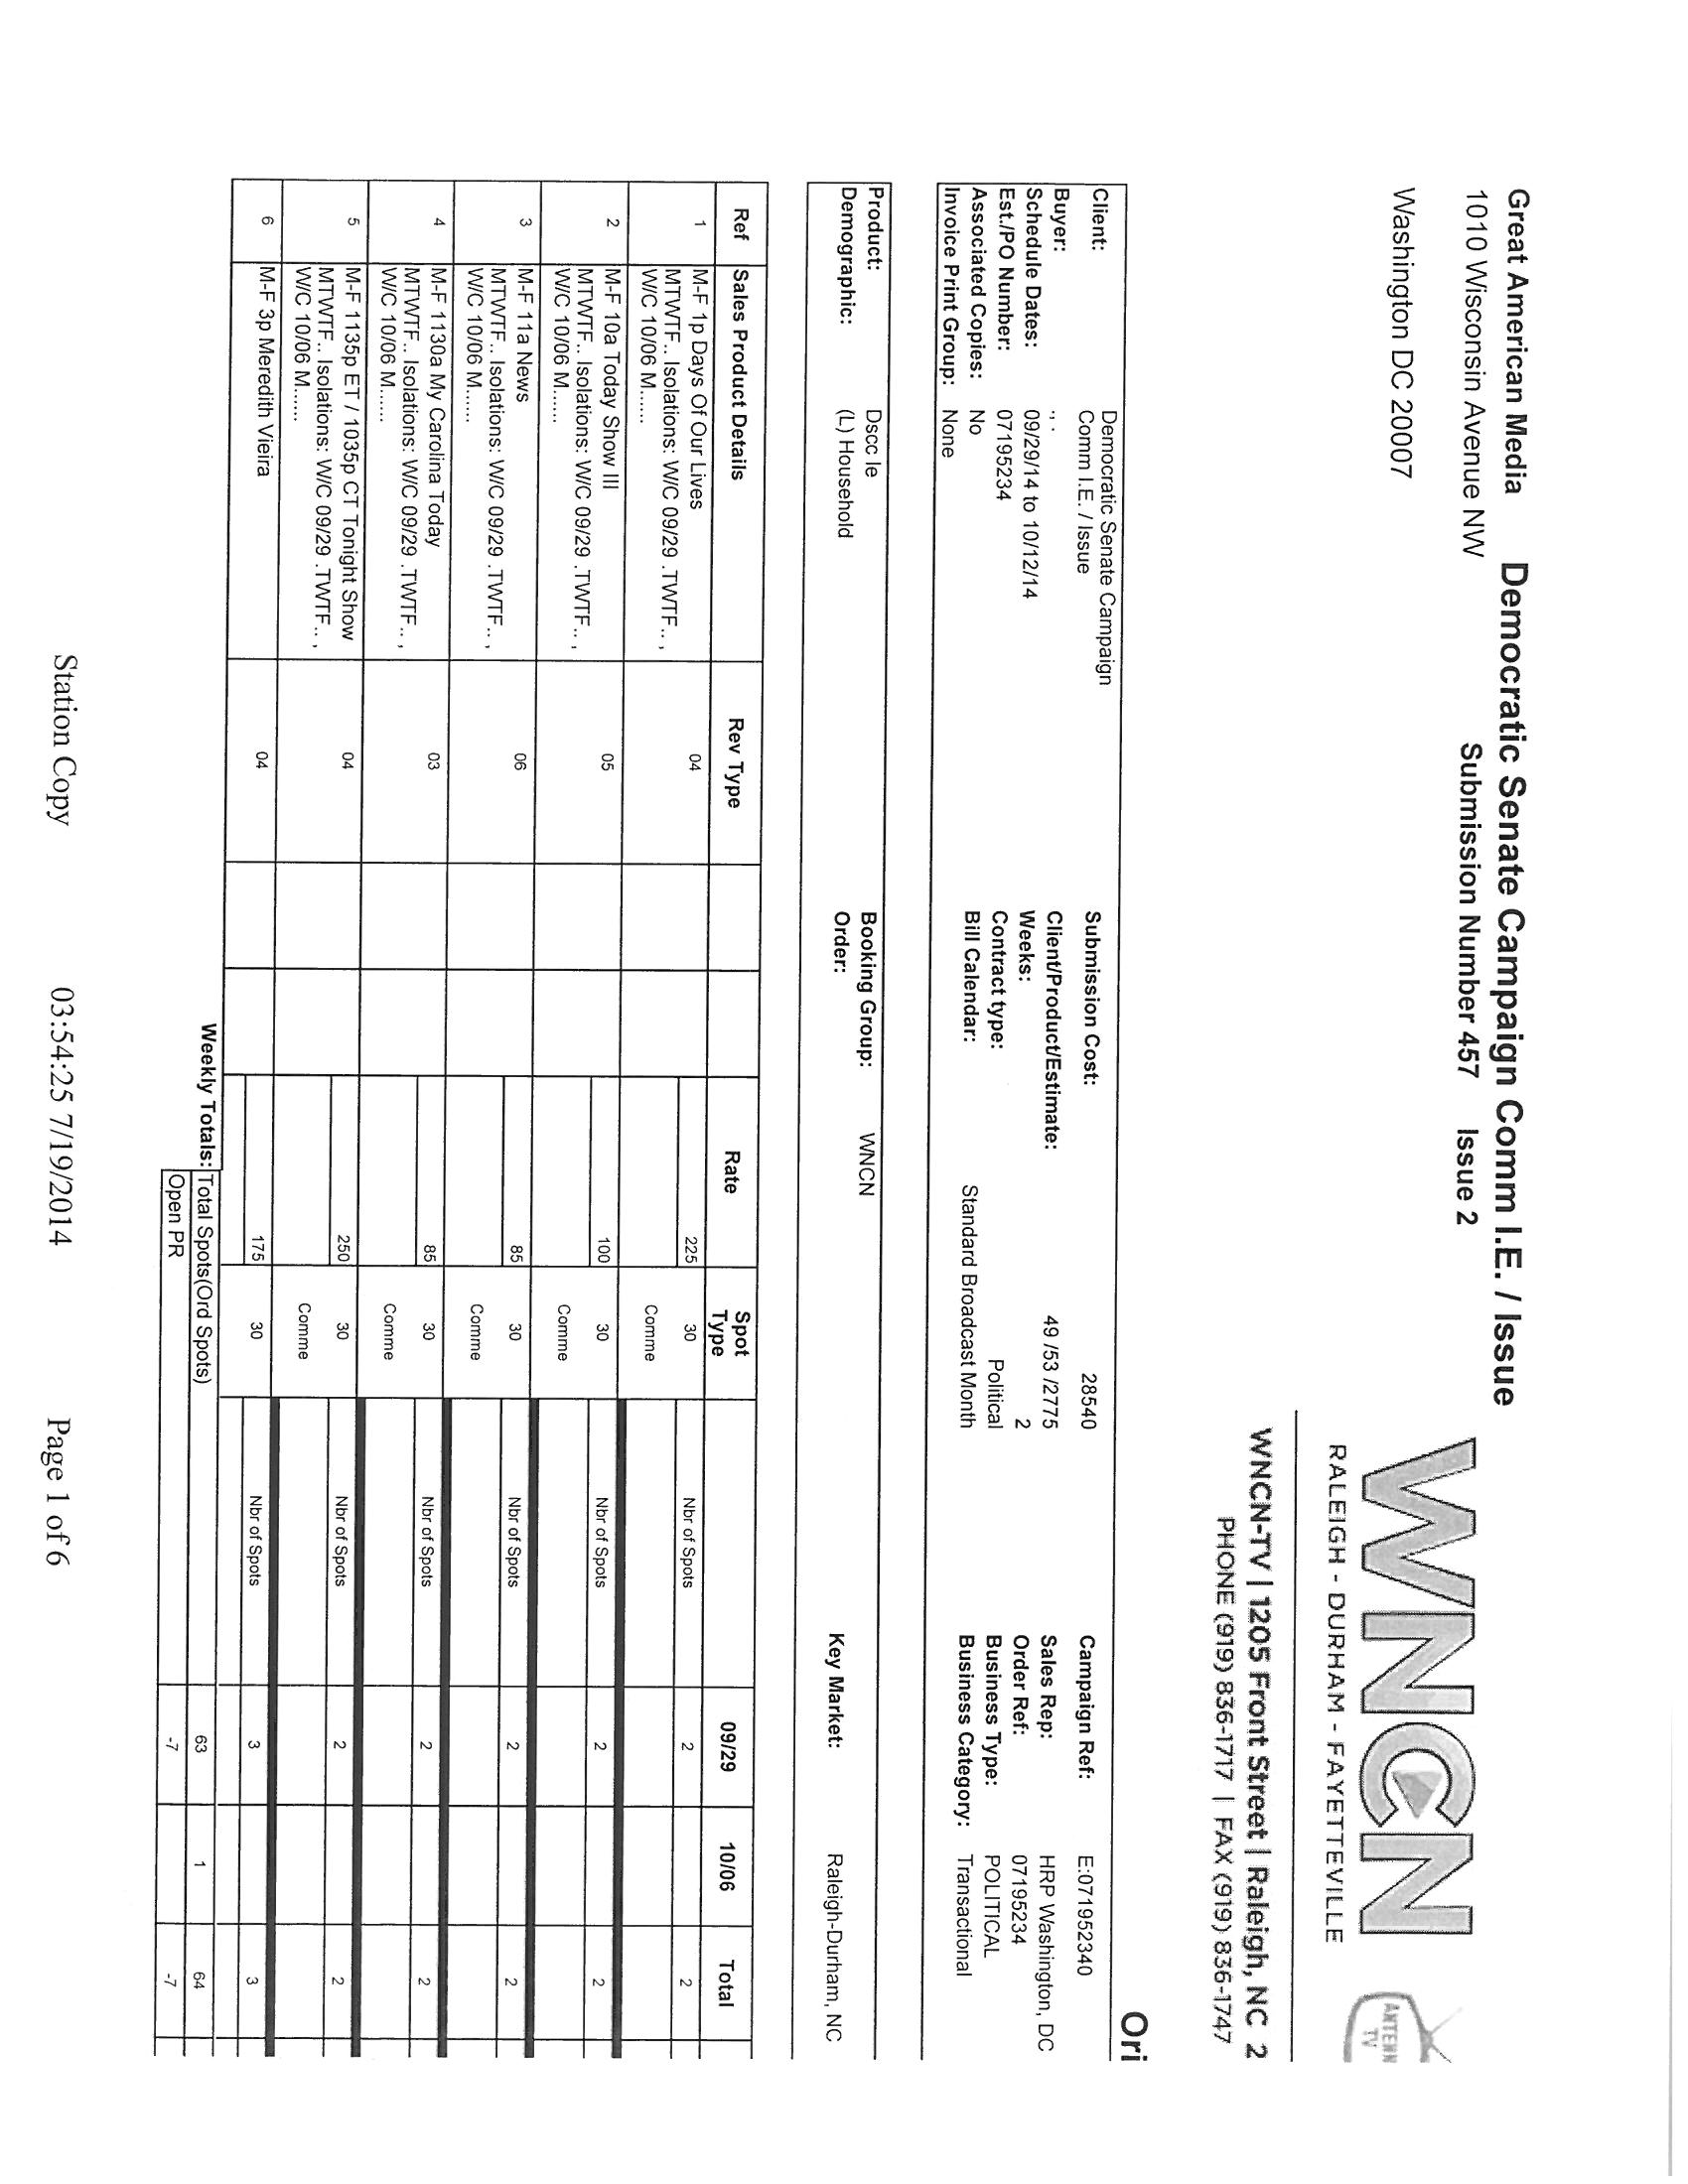 Great American Media
1010 Wisconsin Avenue NW
Washington DC 20007
Democratic Senate Campaign Comm I.E. / Issue
Submission Number 457 Issue 2
WNCN
RALEIGH - DURHAM - FAYETTEVILLE
ANTENN
TV
WNCN-TV | 1205 Front Street | Raleigh, NC 2
PHONE (919) 836-1717 | FAX (919) 836-1747
Ori
Client: Democratic Senate Campaign
Comm I.E. / Issue
Buyer: , .
Schedule Dates: 09/29/14 to 10/12/14
Est./PO Number: 07195234
Associated Copies: No
Invoice Print Group: None
Submission Cost: 28540
Client/Product/Estimate: 49 /53 /2775
Weeks: 2
Contract type: Political
Bill Calendar: Standard Broadcast Month
Campaign Ref: E:071952340
Sales Rep: HRP Washington, DC
Order Ref: 07195234
Business Type: POLITICAL
Business Category: Transactional
Product: Dscc Ie
Demographic: (L) Household
Booking Group: WNCN
Order:
Key Market: Raleigh-Durham, NC
Ref Sales Product Details Rev Type Rate Spot Type 09/29 10/06 Total
1 M-F 1p Days Of Our Lives 04 225 30 Nbr of Spots 2 2
MTWTF.. Isolations: W/C 09/29 .TWTF.. , Comme
W/C 10/06 M......
2 M-F 10a Today Show III 05 100 30 Nbr of Spots 2 2
MTWTF.. Isolations: W/C 09/29 .TWTF.. , Comme
W/C 10/06 M......
3 M-F 11a News 06 85 30 Nbr of Spots 2 2
MTWTF.. Isolations: W/C 09/29 .TWTF.. , Comme
W/C 10/06 M......
4 M-F 1130a My Carolina Today 03 85 30 Nbr of Spots 2 2
MTWTF.. Isolations: W/C 09/29 .TWTF.. , Comme
W/C 10/06 M......
5 M-F 1135p ET / 1035p CT Tonight Show 04 250 30 Nbr of Spots 2 2
MTWTF.. Isolations: W/C 09/29 .TWTF.. , Comme
W/C 10/06 M......
6 M-F 3p Meredith Vieira 04 175 30 Nbr of Spots 3 3
Weekly Totals: Total Spots(Ord Spots) 63 1 64
Open PR -7 -7
Station Copy 03:54:25 7/19/2014 Page 1 of 6